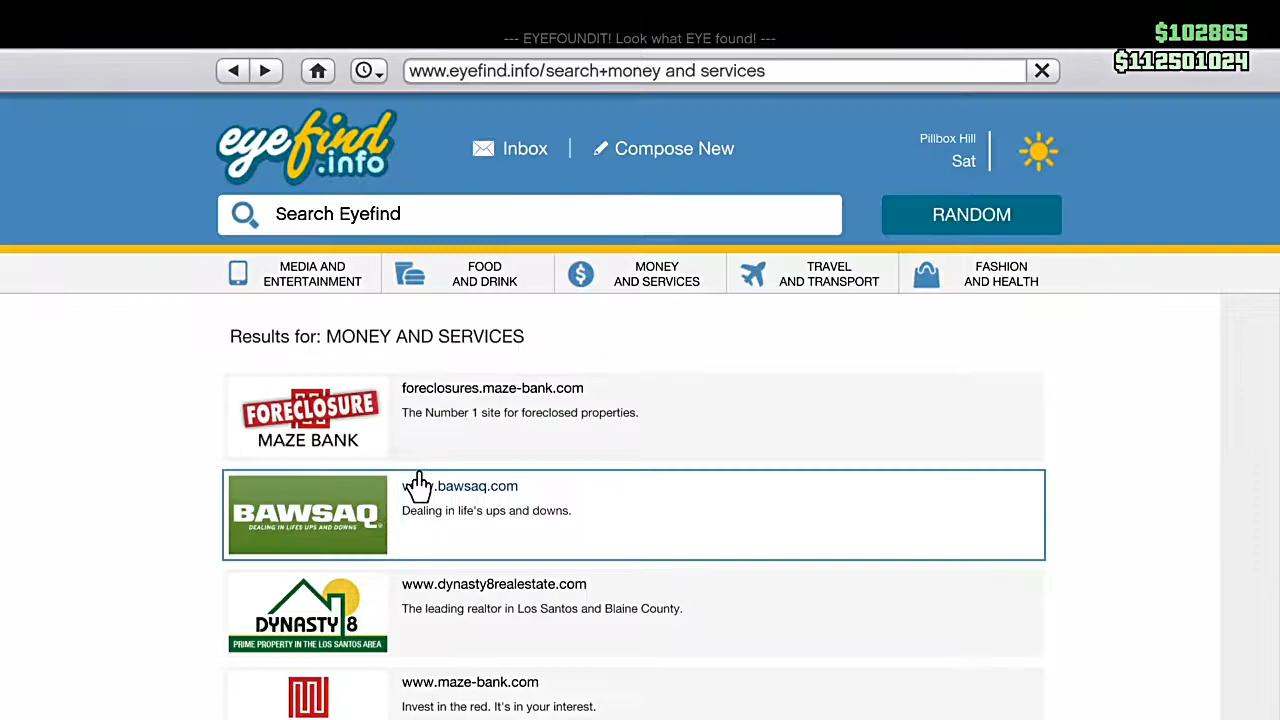 --- EYEFOUNDIT! Look what EYE found! ---
$102865
$112501024
www.eyefind.info/search+money and services
eyefind.info
Inbox
Compose New
Pillbox Hill
Sat
Search Eyefind
RANDOM
MEDIA AND
ENTERTAINMENT
FOOD
AND DRINK
MONEY
AND SERVICES
TRAVEL
AND TRANSPORT
FASHION
AND HEALTH
Results for: MONEY AND SERVICES
FORECLOSURE
MAZE BANK
foreclosures.maze-bank.com
The Number 1 site for foreclosed properties.
BAWSAQ
DEALING IN LIFES UPS AND DOWNS
www.bawsaq.com
Dealing in life's ups and downs.
DYNASTY 8
PRIME PROPERTY IN THE LOS SANTOS AREA
www.dynasty8realestate.com
The leading realtor in Los Santos and Blaine County.
www.maze-bank.com
Invest in the red. It's in your interest.